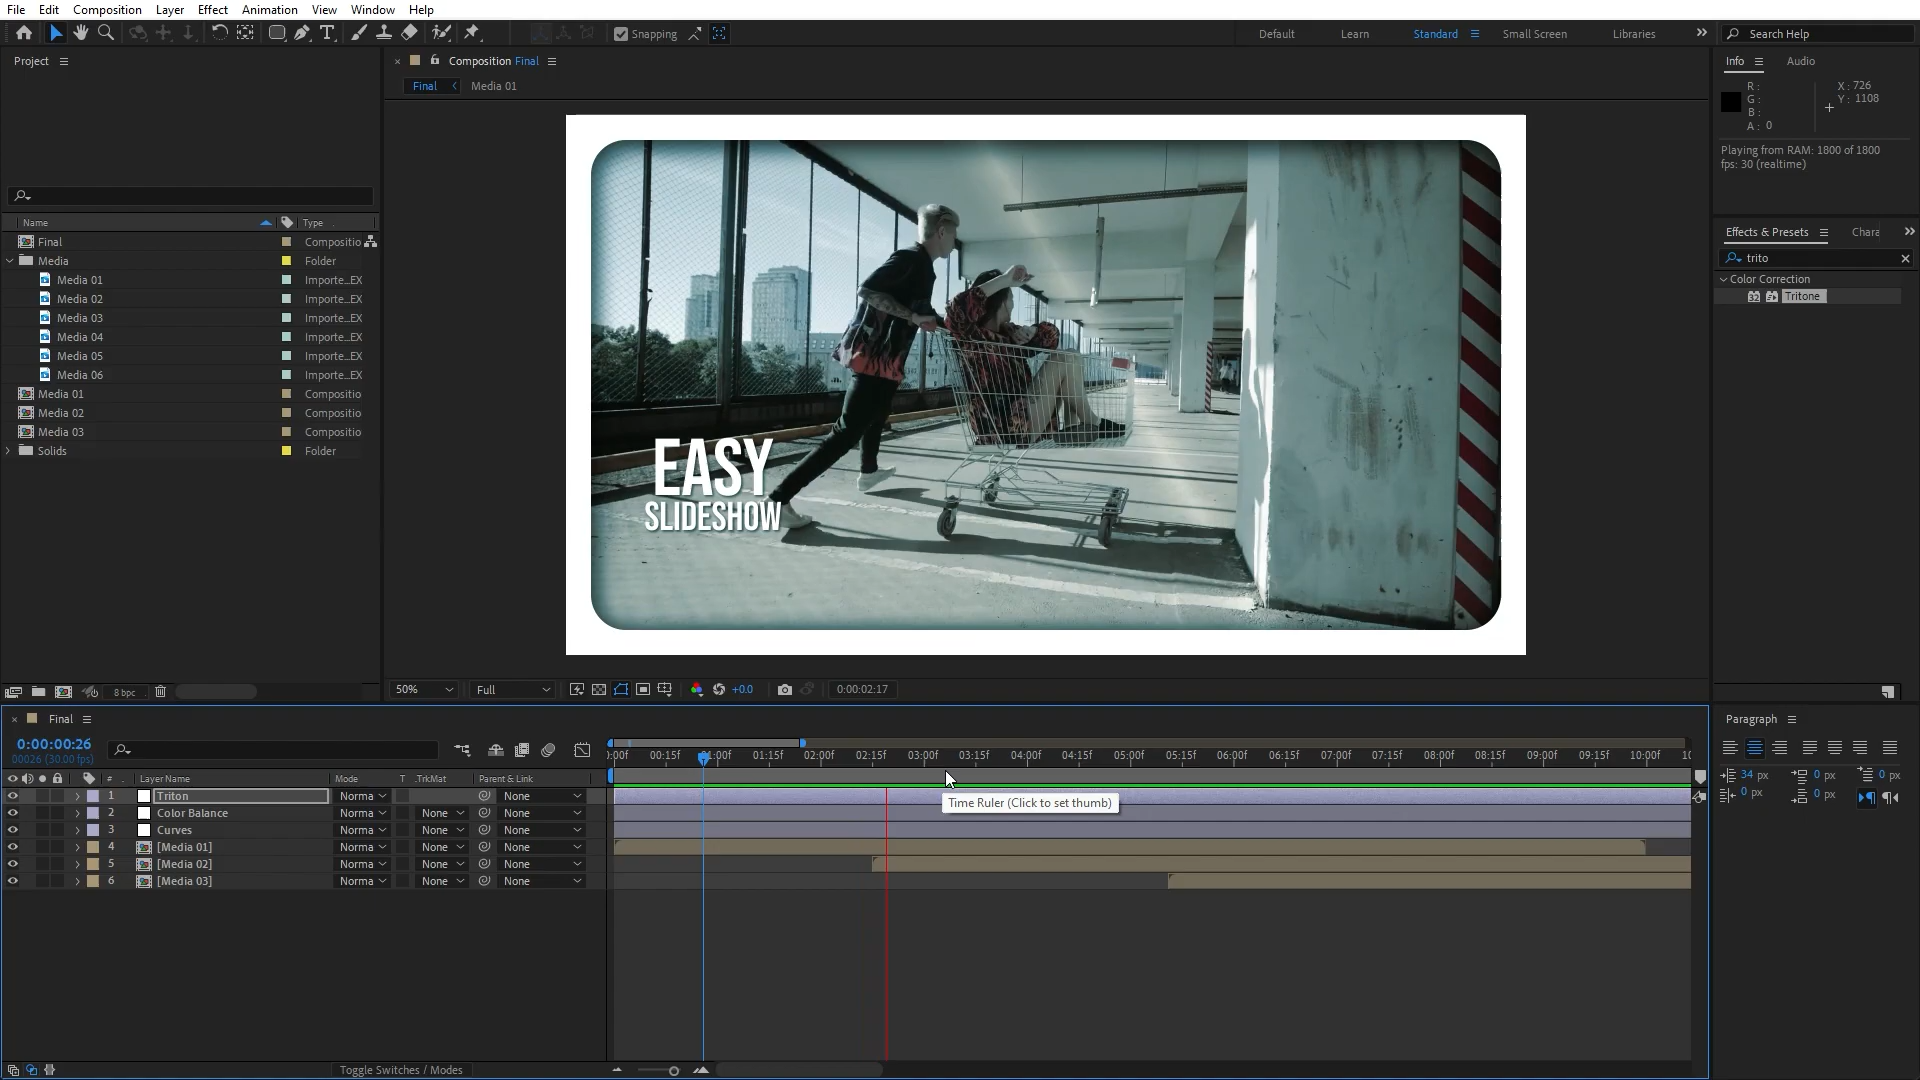 File Edit Composition Layer Effect Animation View Window Help
Snapping
Default Learn Standard Small Screen Libraries
Search Help
Project
Composition Final
Final Media 01
Info Audio
R :
G :
B :
A : 0
X : 726
Y : 1108
Playing from RAM: 1800 of 1800
fps: 30 (realtime)
Name Type
Final Compositio
Media Folder
Media 01 Importe...EX
Media 02 Importe...EX
Media 03 Importe...EX
Media 04 Importe...EX
Media 05 Importe...EX
Media 06 Importe...EX
Media 01 Compositio
Media 02 Compositio
Media 03 Compositio
Solids Folder
EASY
SLIDESHOW
Effects & Presets Chara
trito
Color Correction
32 Tritone
8 bpc
50% Full +0.0 0:00:02:17
Final
0:00:00:26
00026 (30.00 fps)
:00f 00:15f 01:00f 01:15f 02:00f 02:15f 03:00f 03:15f 04:00f 04:15f 05:00f 05:15f 06:00f 06:15f 07:00f 07:15f 08:00f 08:15f 09:00f 09:15f 10:00f 10
# Layer Name Mode T .TrkMat Parent & Link
1 Triton Norma None
2 Color Balance Norma None None
3 Curves Norma None None
4 [Media 01] Norma None None
5 [Media 02] Norma None None
6 [Media 03] Norma None None
Time Ruler (Click to set thumb)
Toggle Switches / Modes
Paragraph
34 px 0 px 0 px
0 px 0 px